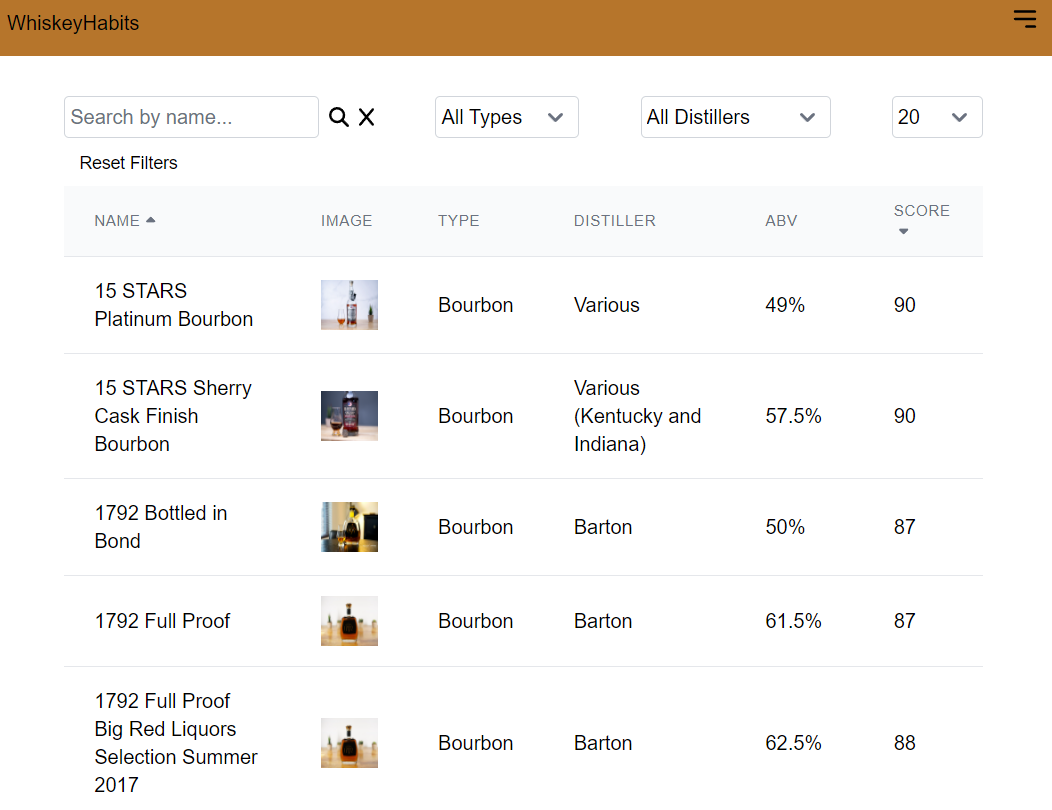 WhiskeyHabits
Search by name...
All Types
All Distillers
20
Reset Filters
NAME IMAGE TYPE DISTILLER ABV SCORE
15 STARS
Platinum Bourbon
Bourbon
Various
49%
90
15 STARS Sherry
Cask Finish
Bourbon
Bourbon
Various
(Kentucky and
Indiana)
57.5%
90
1792 Bottled in
Bond
Bourbon
Barton
50%
87
1792 Full Proof
Bourbon
Barton
61.5%
87
1792 Full Proof
Big Red Liquors
Selection Summer
2017
Bourbon
Barton
62.5%
88